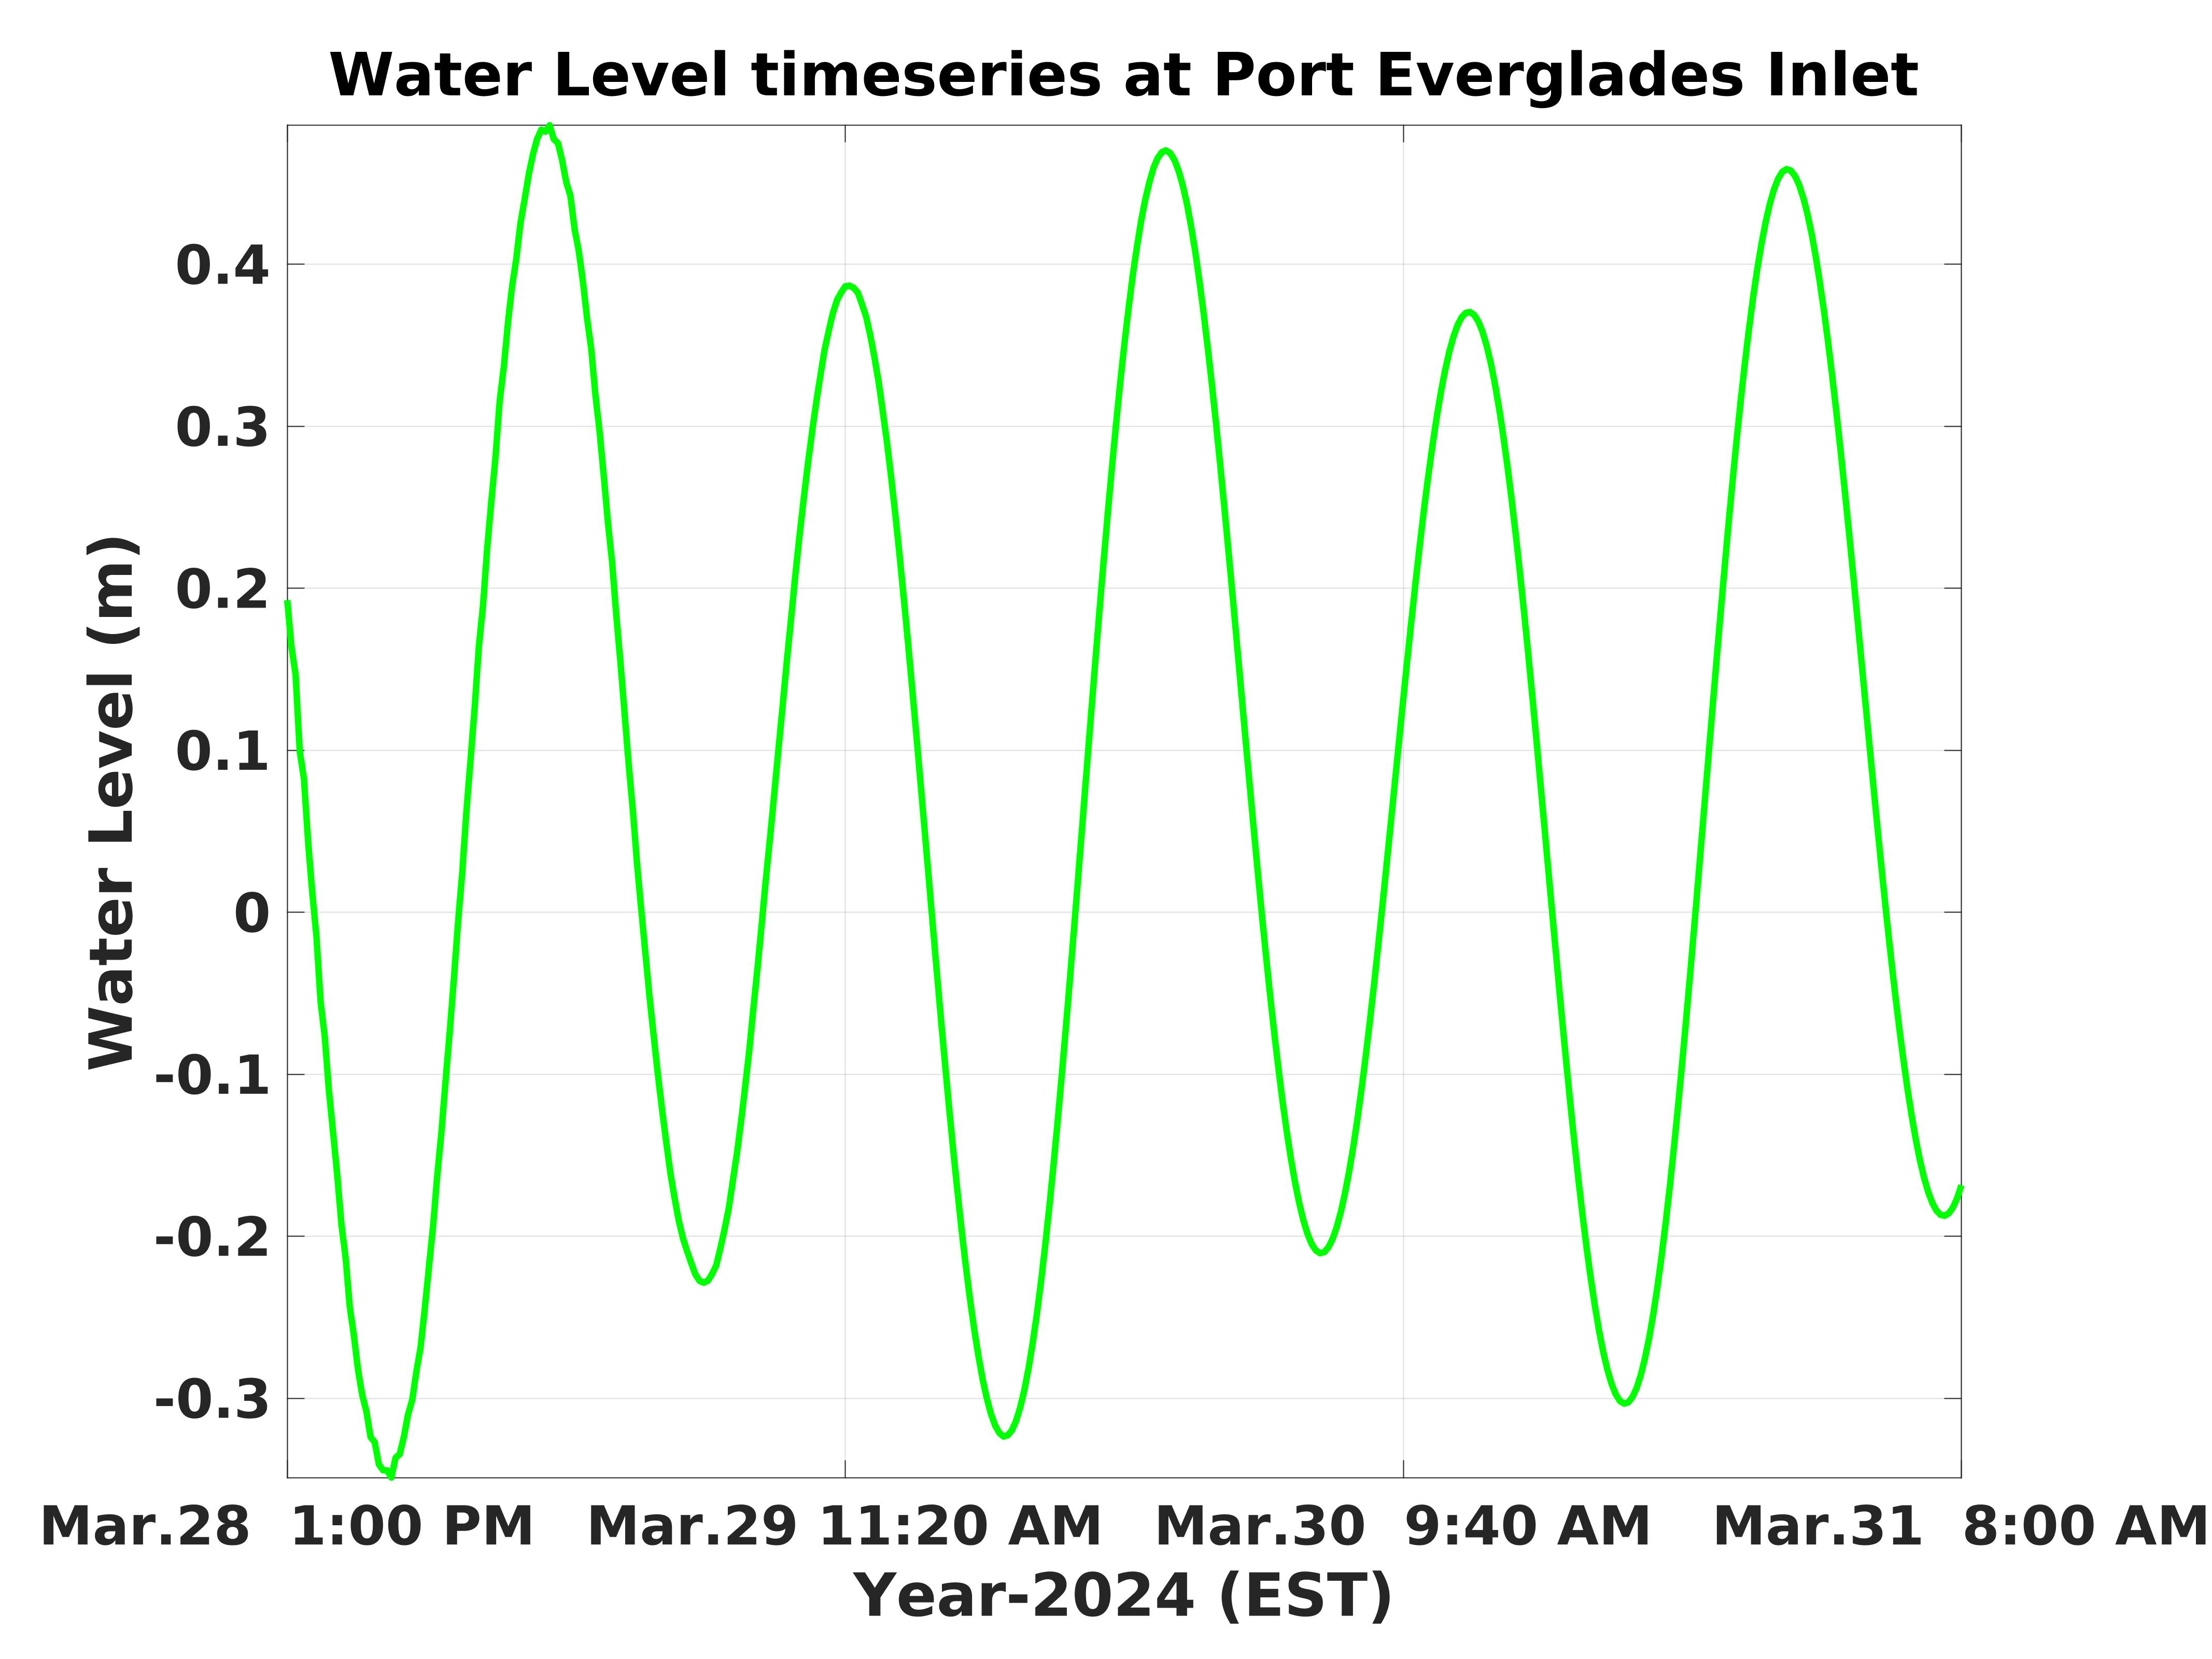 Water Level timeseries at Port Everglades Inlet
Water Level (m)
0.4
0.3
0.2
0.1
0
-0.1
-0.2
-0.3
Mar.28 1:00 PM Mar.29 11:20 AM Mar.30 9:40 AM Mar.31 8:00 AM
Year-2024 (EST)